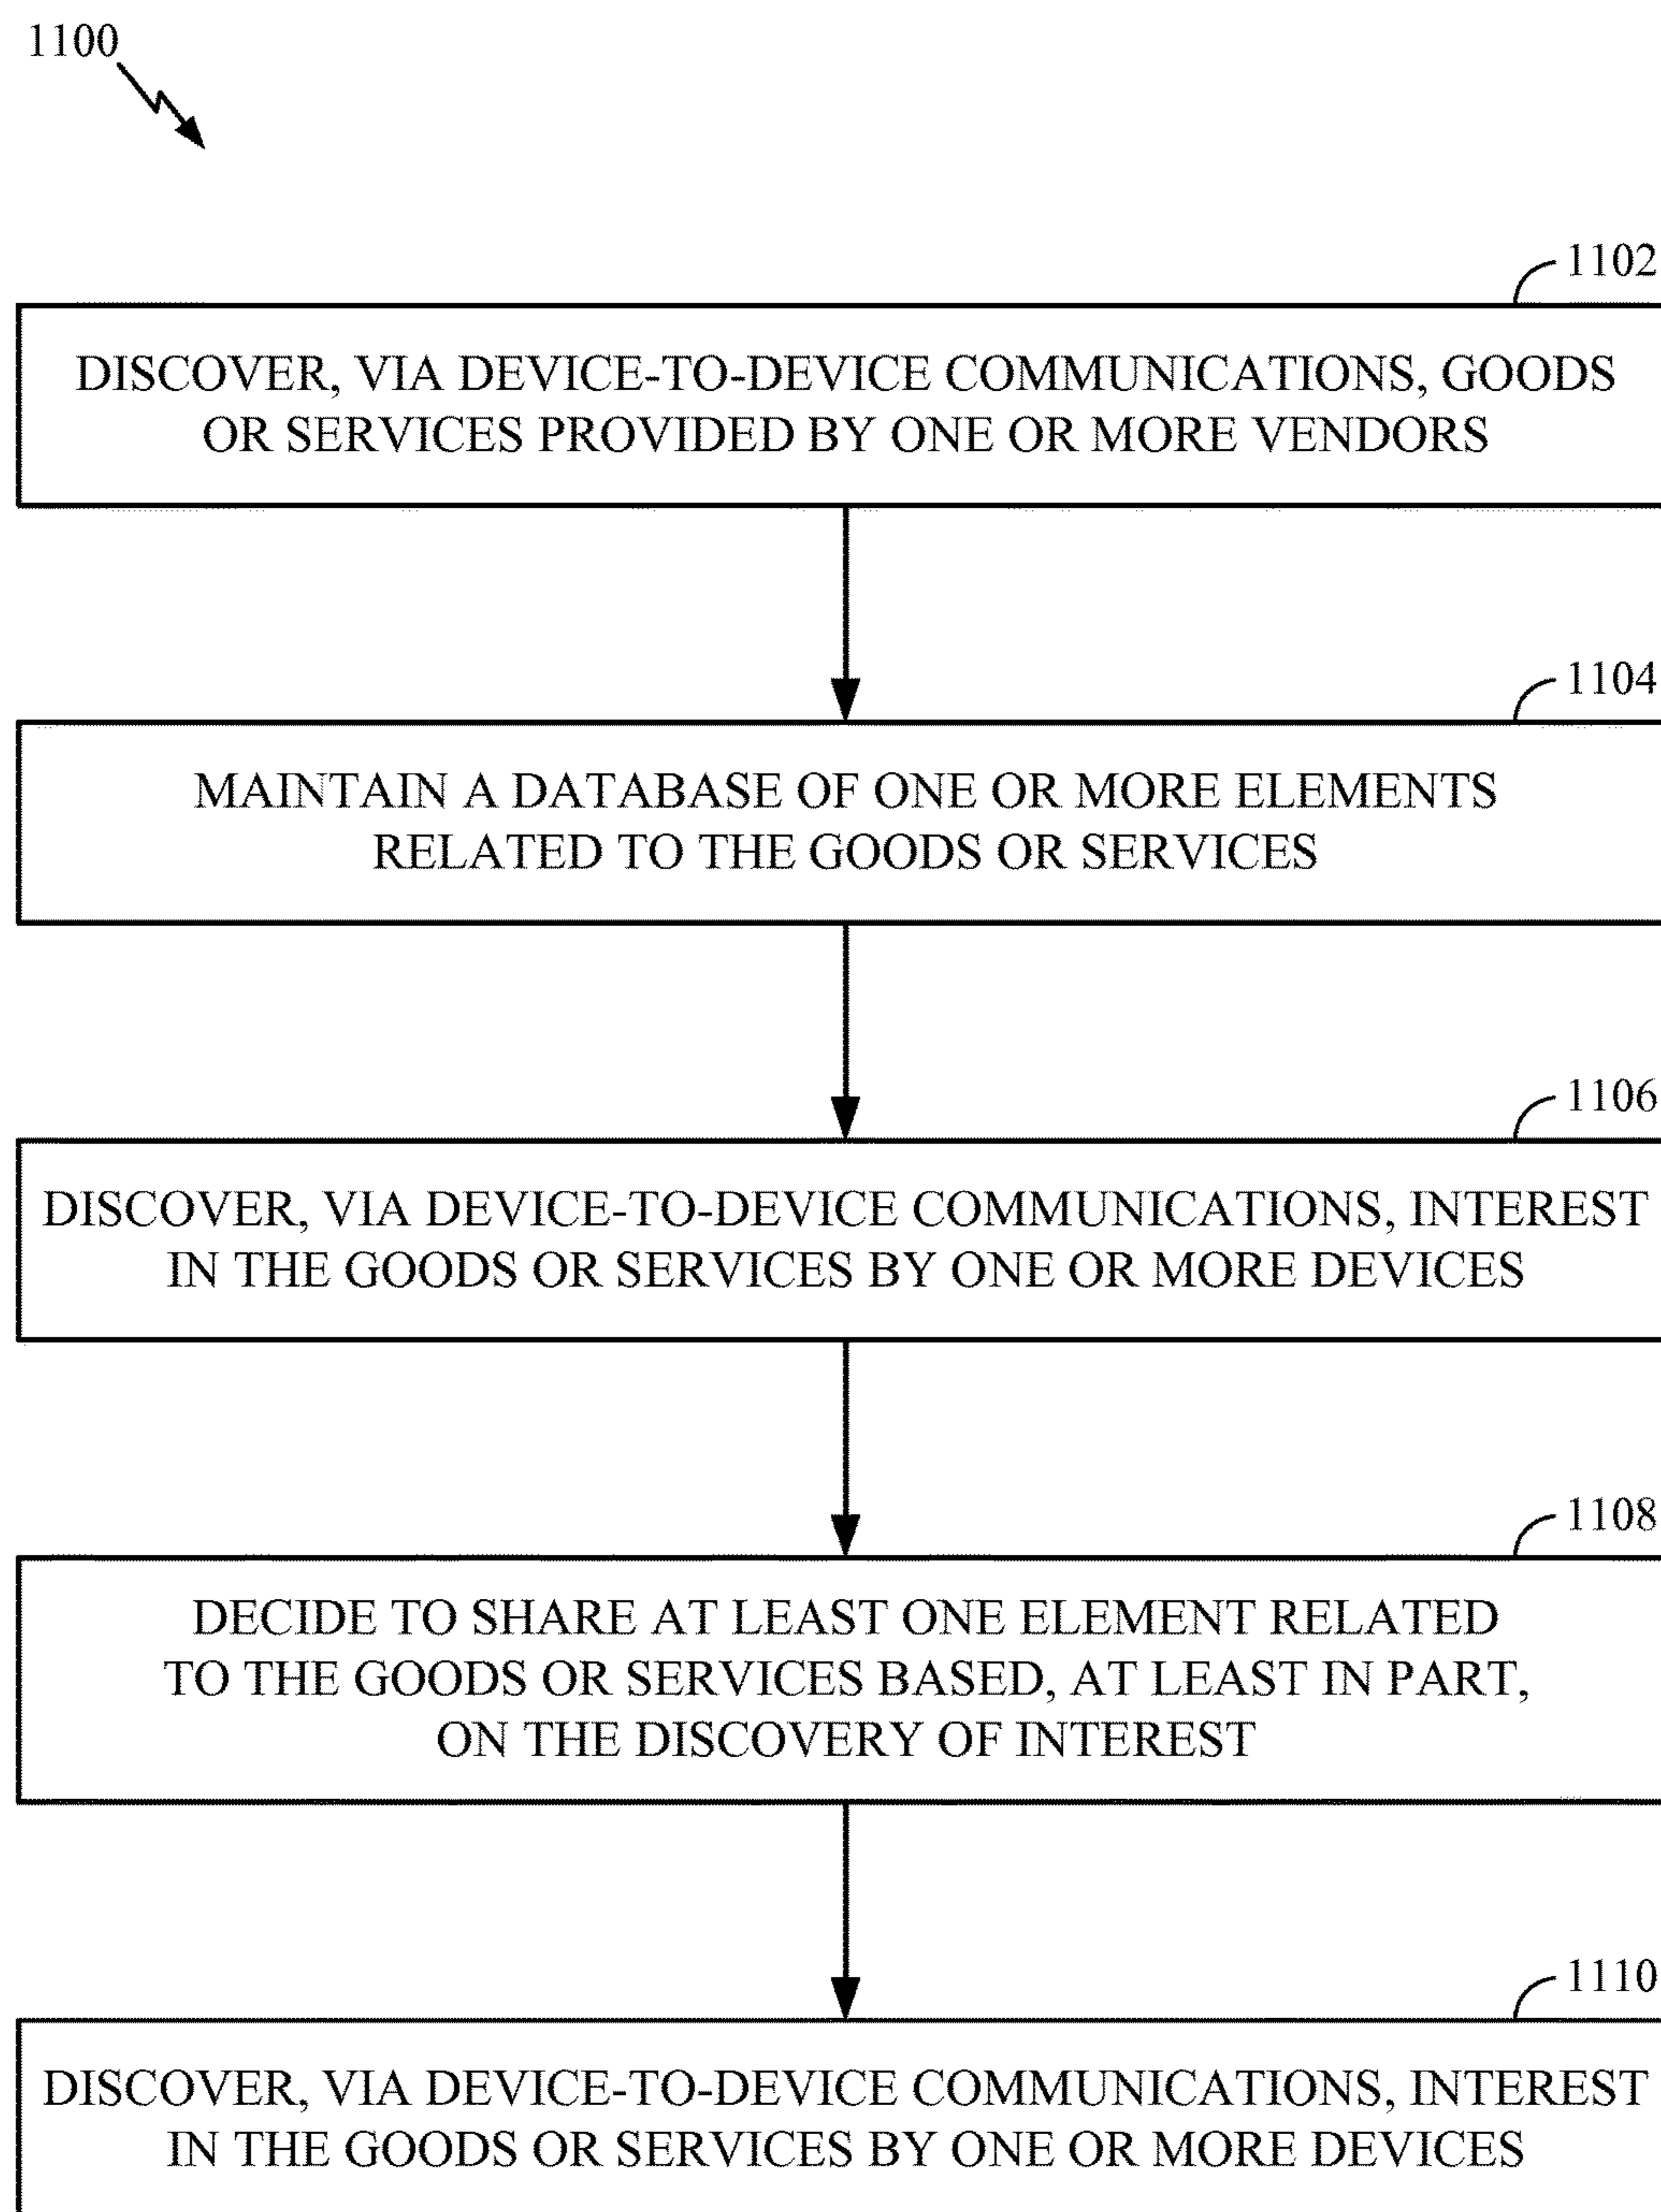 1100
1102
DISCOVER, VIA DEVICE-TO-DEVICE COMMUNICATIONS, GOODS
OR SERVICES PROVIDED BY ONE OR MORE VENDORS
1104
MAINTAIN A DATABASE OF ONE OR MORE ELEMENTS
RELATED TO THE GOODS OR SERVICES
1106
DISCOVER, VIA DEVICE-TO-DEVICE COMMUNICATIONS, INTEREST
IN THE GOODS OR SERVICES BY ONE OR MORE DEVICES
1108
DECIDE TO SHARE AT LEAST ONE ELEMENT RELATED
TO THE GOODS OR SERVICES BASED, AT LEAST IN PART,
ON THE DISCOVERY OF INTEREST
1110
DISCOVER, VIA DEVICE-TO-DEVICE COMMUNICATIONS, INTEREST
IN THE GOODS OR SERVICES BY ONE OR MORE DEVICES